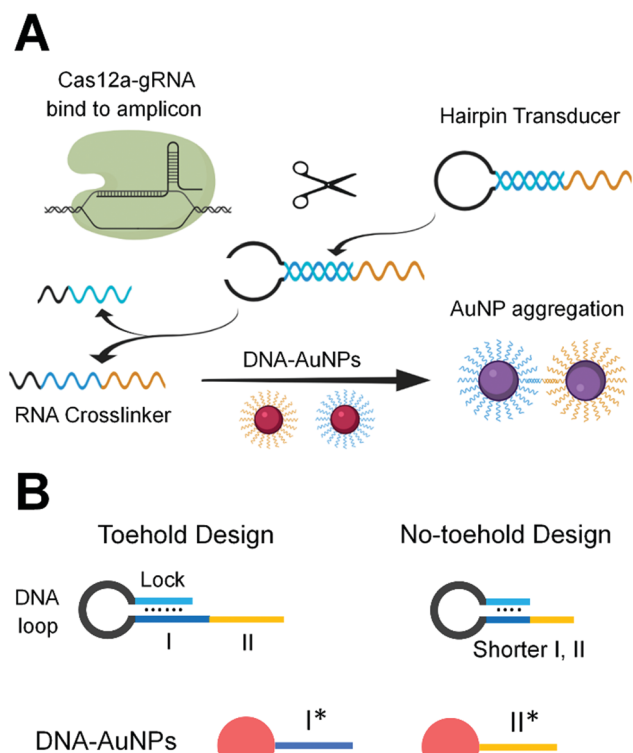 A
Cas12a-gRNA
bind to amplicon
Hairpin Transducer
AuNP aggregation
DNA-AuNPs
RNA Crosslinker
B
Toehold Design
No-toehold Design
Lock
DNA
loop
I
II
Shorter I, II
I*
II*
DNA-AuNPs